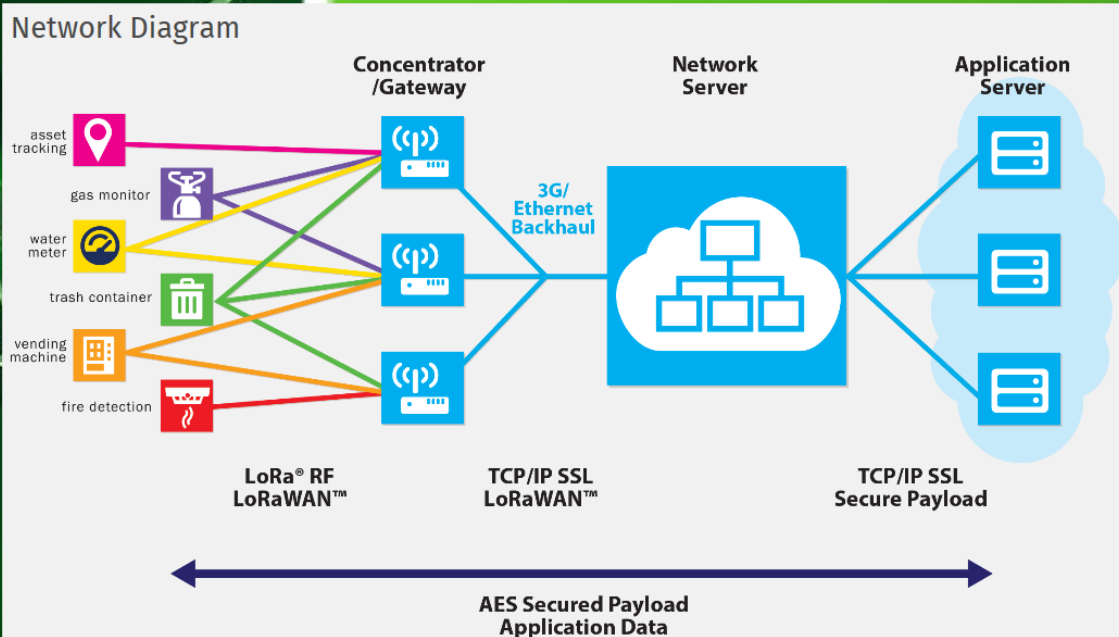 Network Diagram
Concentrator
/Gateway
Network
Server
Application
Server
asset
tracking
gas monitor
water
meter
trash container
vending
machine
fire detection
3G/
Ethernet
Backhaul
LoRa® RF
LoRaWAN™
TCP/IP SSL
LoRaWAN™
TCP/IP SSL
Secure Payload
AES Secured Payload
Application Data